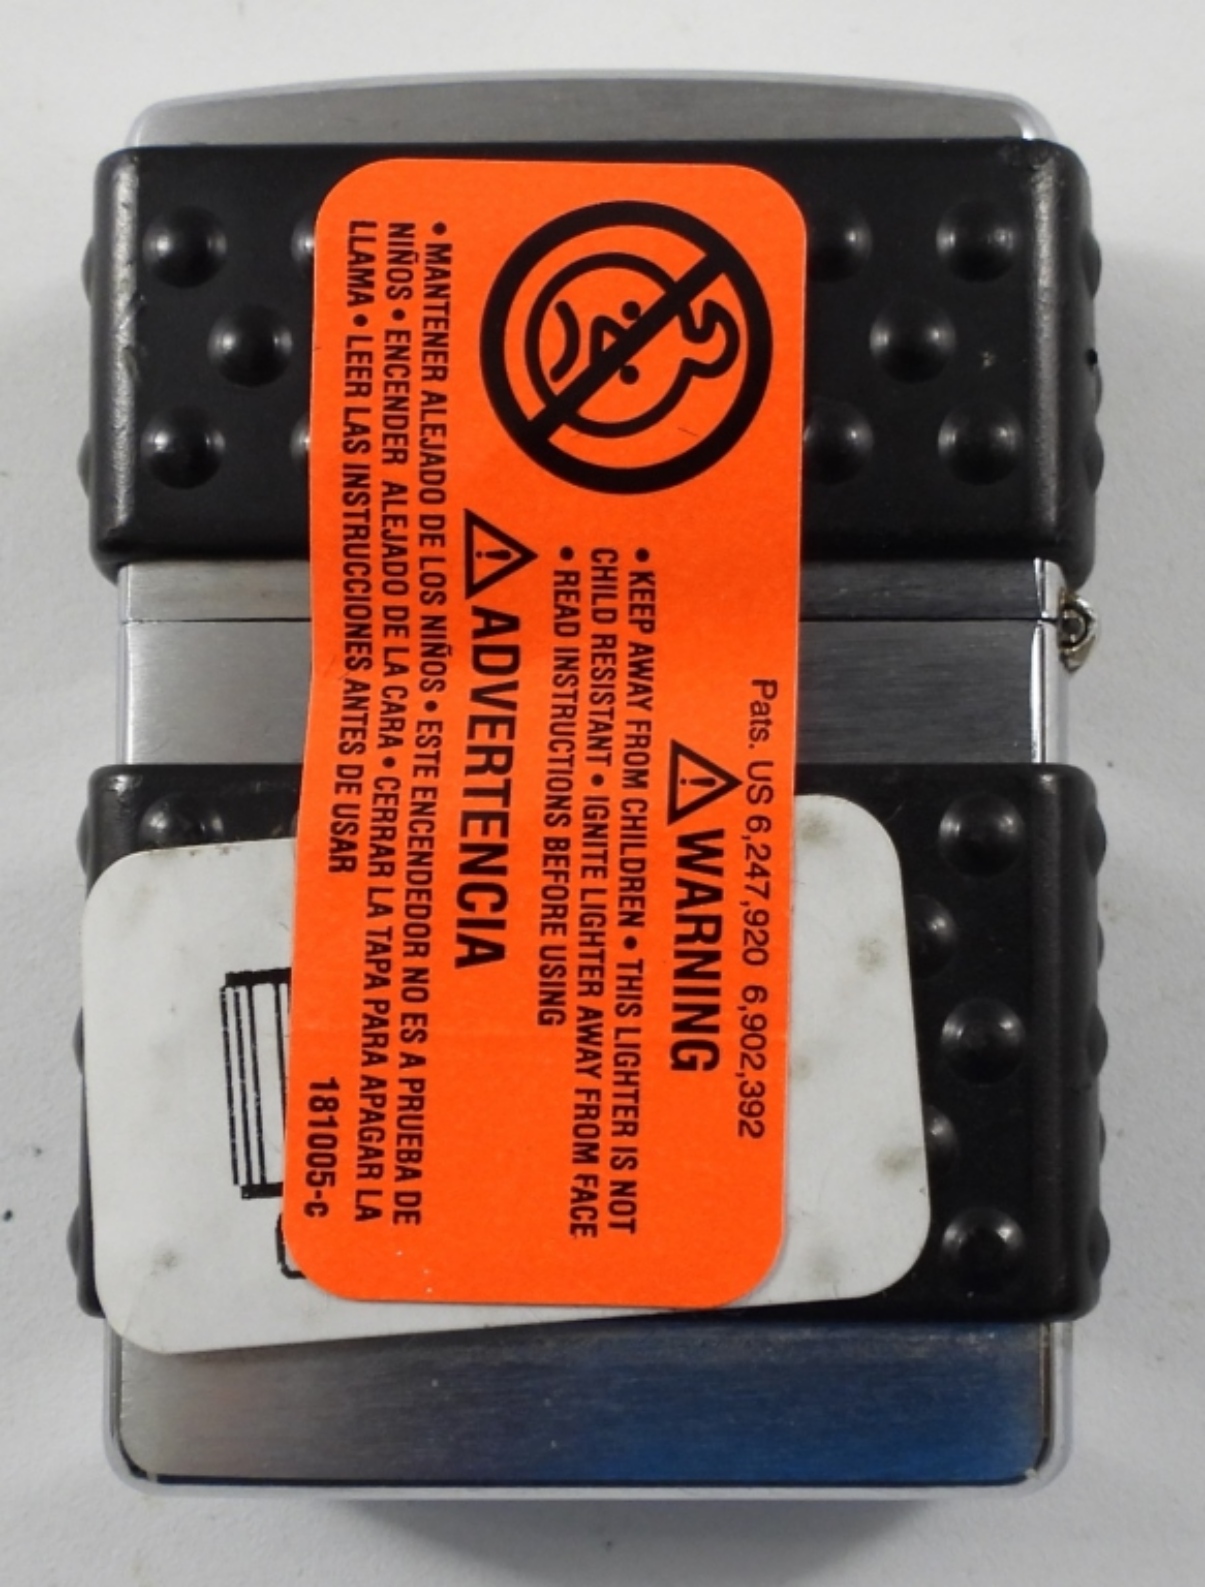 Pats. US 6,247,920 6,902,392
WARNING
• KEEP AWAY FROM CHILDREN • THIS LIGHTER IS NOT
CHILD RESISTANT • IGNITE LIGHTER AWAY FROM FACE
• READ INSTRUCTIONS BEFORE USING
ADVERTENCIA
• MANTENER ALEJADO DE LOS NIÑOS • ESTE ENCENDEDOR NO ES A PRUEBA DE
NIÑOS • ENCENDER ALEJADO DE LA CARA • CERRAR LA TAPA PARA APAGAR LA
LLAMA • LEER LAS INSTRUCCIONES ANTES DE USAR
181005-c